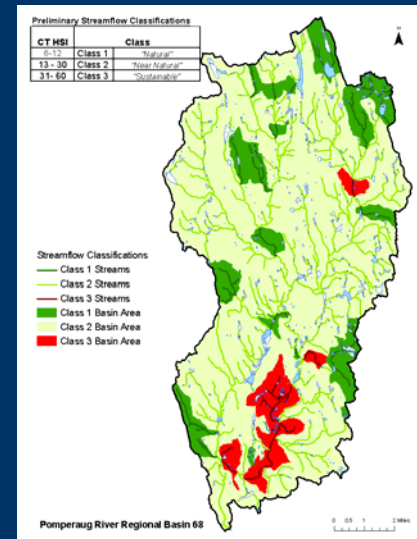 Preliminary Streamflow Classifications
CT HSI Class
6-12 Class 1 "Natural"
13 - 30 Class 2 "Near Natural"
31- 60 Class 3 "Sustainable"
N
Streamflow Classifications
Class 1 Streams
Class 2 Streams
Class 3 Streams
Class 1 Basin Area
Class 2 Basin Area
Class 3 Basin Area
Pomperaug River Regional Basin 68
0 0.5 1 2 Miles